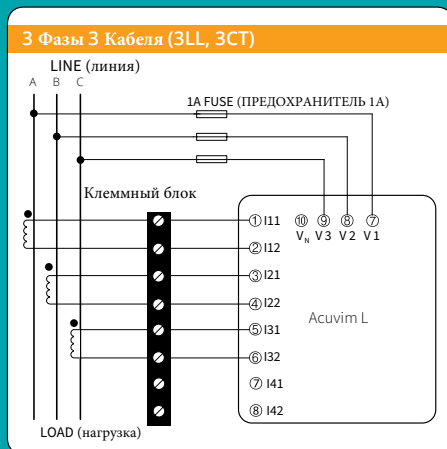 3 Фазы 3 Кабеля (3LL, 3CT)
LINE (линия)
A B C
1A FUSE (ПРЕДОХРАНИТЕЛЬ 1А)
Клеммный блок
① I11
⑩ ⑨ ⑧ ⑦
VN V3 V2 V1
② I12
③ I21
④ I22
Acuvim L
⑤ I31
⑥ I32
⑦ I41
⑧ I42
LOAD (нагрузка)